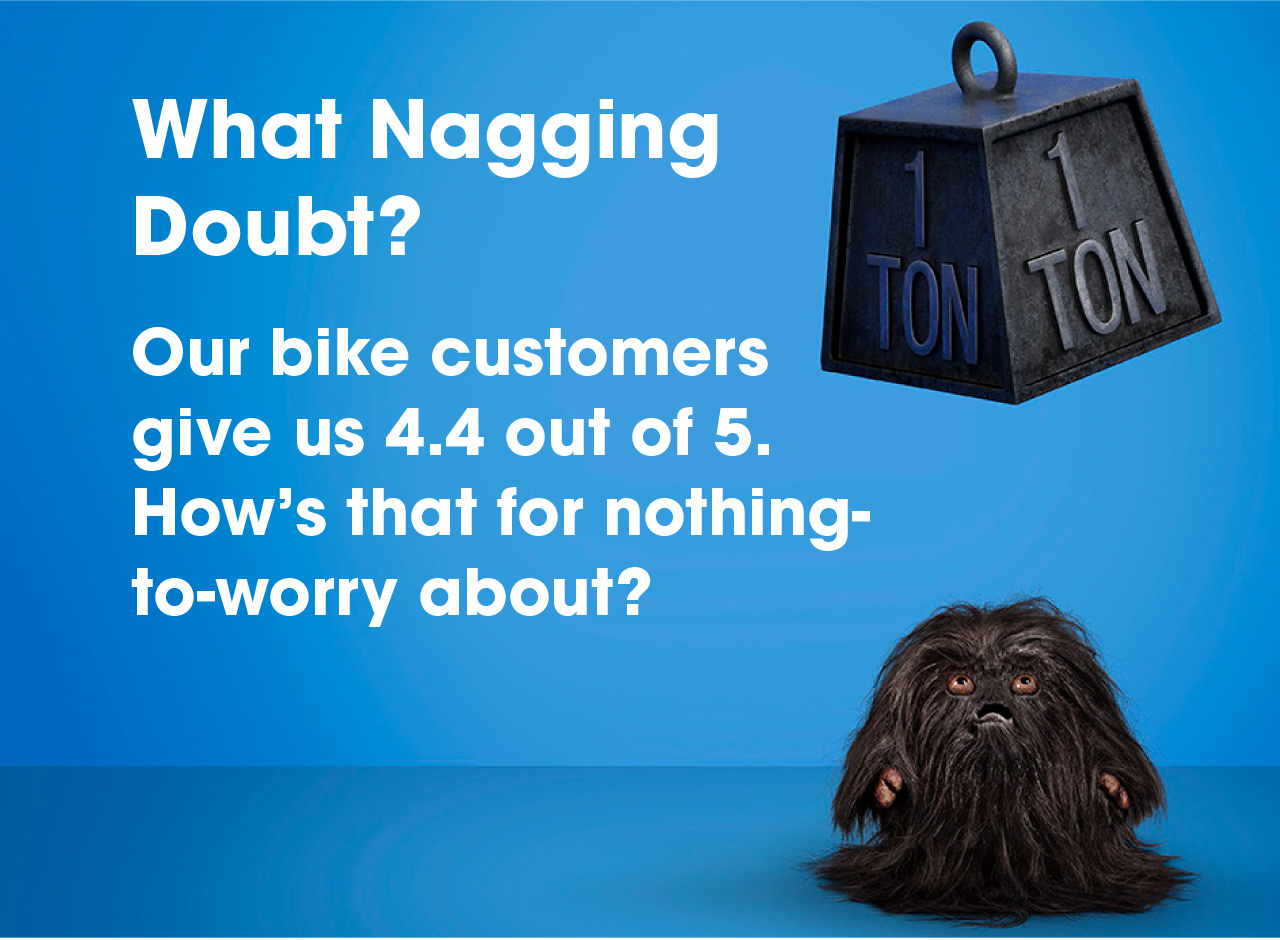 What Nagging
Doubt?
Our bike customers
give us 4.4 out of 5.
How’s that for nothing-
to-worry about?
1
TON
1
TON